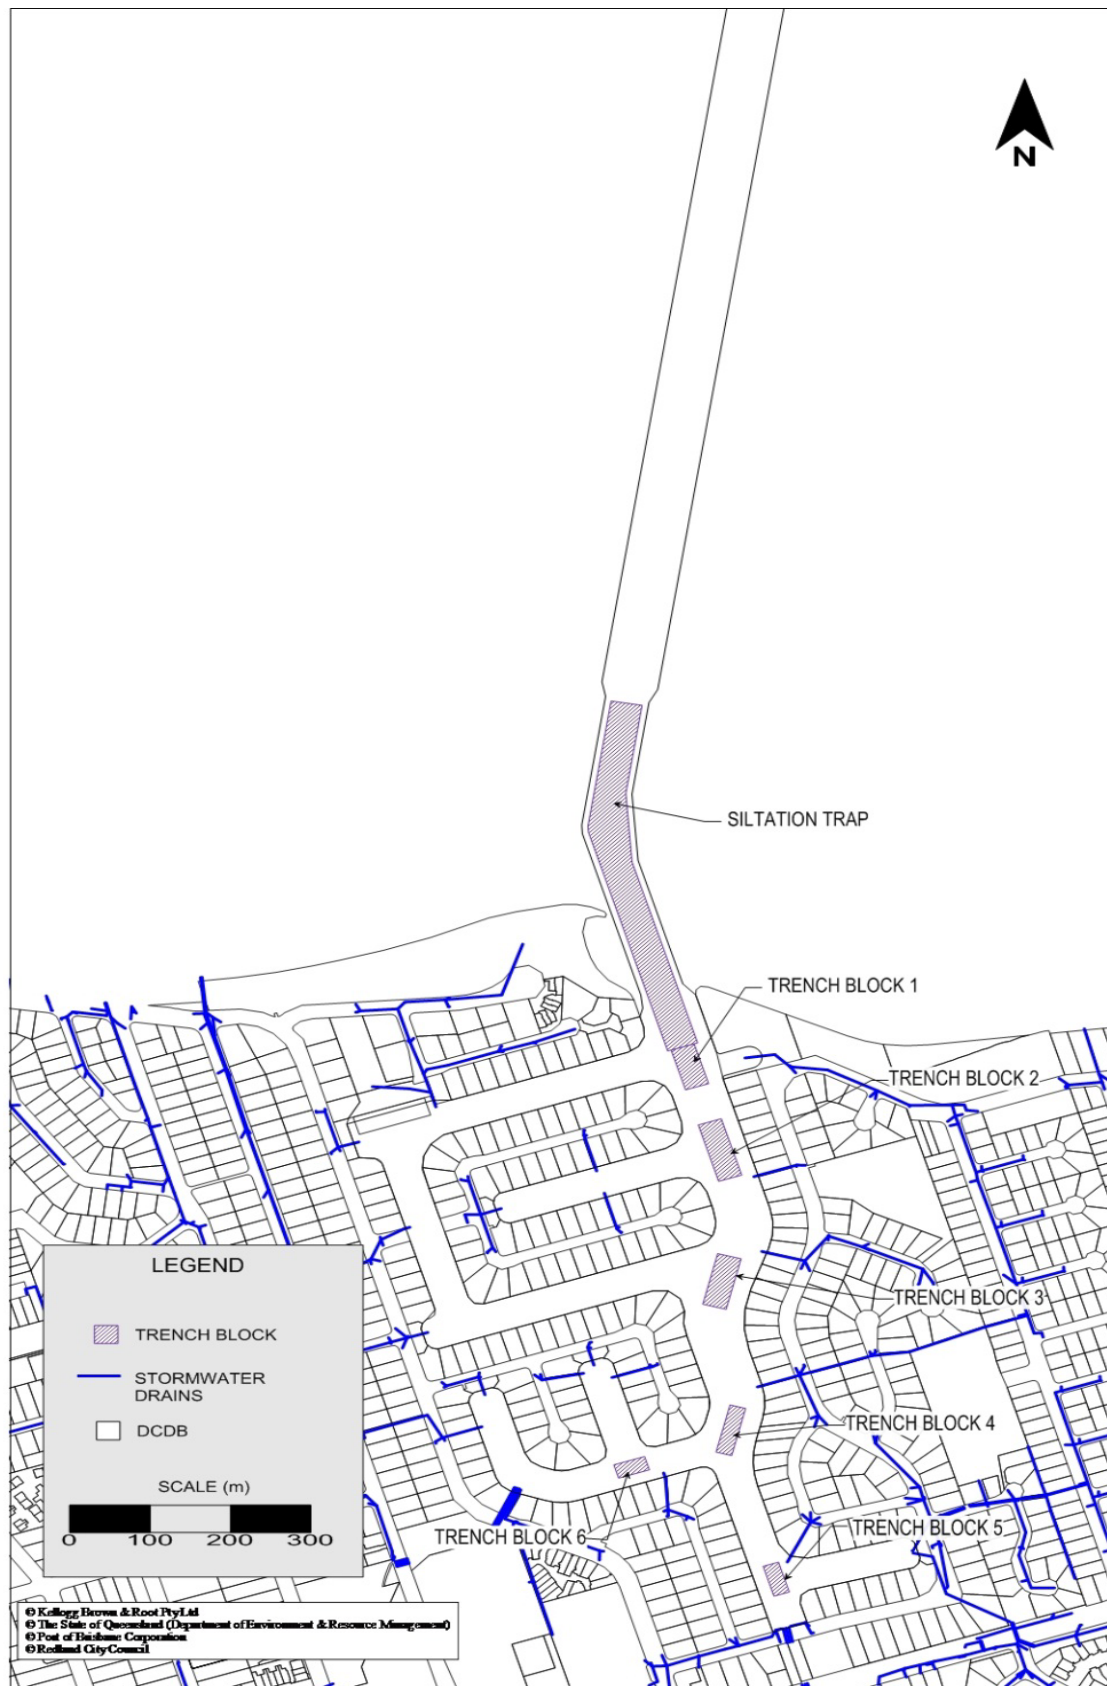 N
SILTATION TRAP
TRENCH BLOCK 1
TRENCH BLOCK 2
TRENCH BLOCK 3
TRENCH BLOCK 4
TRENCH BLOCK 5
TRENCH BLOCK 6
LEGEND
TRENCH BLOCK
STORMWATER
DRAINS
DCDB
SCALE (m)
0 100 200 300
© Kellogg Brown & Root Pty Ltd
© The State of Queensland (Department of Environment & Resource Management)
© Port of Brisbane Corporation
© Redland City Council